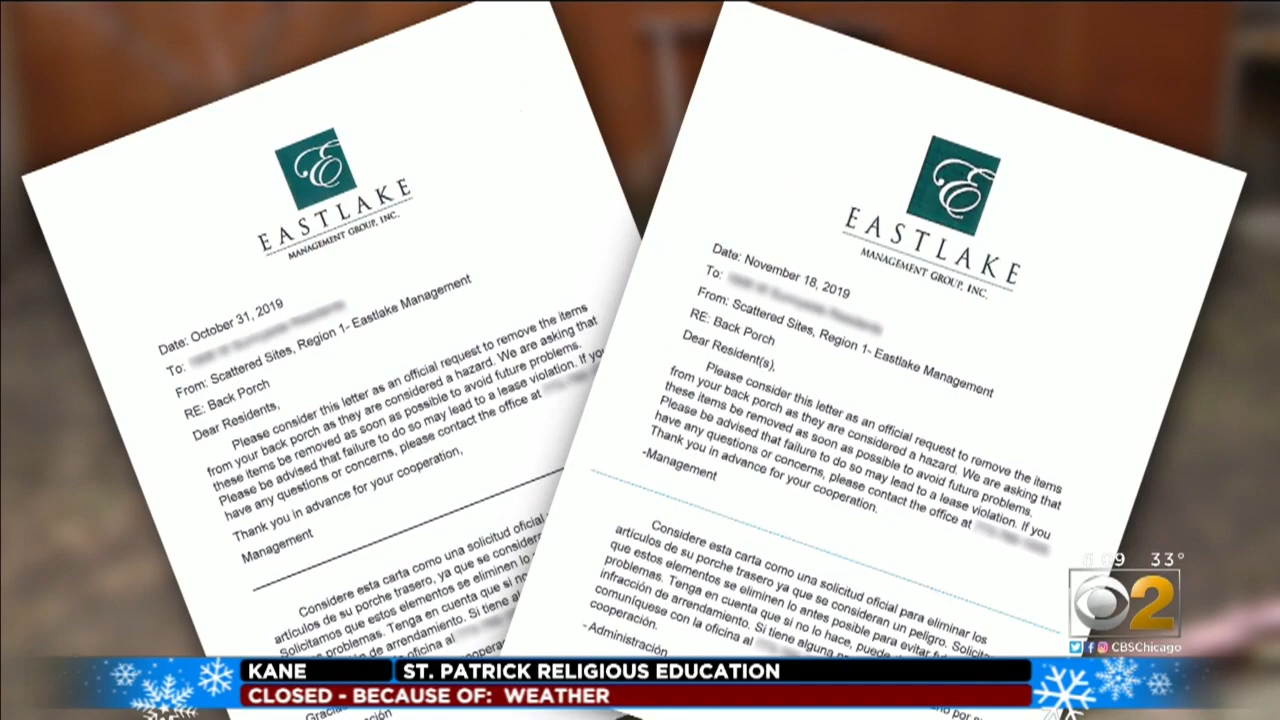 E
EASTLAKE
MANAGEMENT GROUP, INC.
Date: October 31, 2019
To:
From: Scattered Sites, Region 1- Eastlake Management
RE: Back Porch
Dear Residents,
Please consider this letter as an official request to remove the items
from your back porch as they are considered a hazard. We are asking that
these items be removed as soon as possible to avoid future problems.
Please be advised that failure to do so may lead to a lease violation. If you
have any questions or concerns, please contact the office at
Thank you in advance for your cooperation,
Management
Considere esta carta como una solicitud oficial
artículos de su porche trasero, ya que se consideran
Solicitamos que estos elementos se eliminen lo
problemas. Tenga en cuenta que si no
de arrendamiento. Si tiene
oficina al
E
EASTLAKE
MANAGEMENT GROUP, INC.
Date: November 18, 2019
To:
From: Scattered Sites, Region 1- Eastlake Management
RE: Back Porch
Dear Resident(s),
Please consider this letter as an official request to remove the items
from your back porch as they are considered a hazard. We are asking that
these items be removed as soon as possible to avoid future problems.
Please be advised that failure to do so may lead to a lease violation. If you
have any questions or concerns, please contact the office at
Thank you in advance for your cooperation.
-Management
Considere esta carta como una solicitud oficial para eliminar los
artículos de su porche trasero ya que se consideran un peligro.
que estos elementos se eliminen lo antes posible para evitar
problemas. Tenga en cuenta que si no lo hace, puede
infracción de arrendamiento. Si tiene alguna
comuníquese con la oficina al
cooperación.
- Administración
33°
2
CBSChicago
KANE ST. PATRICK RELIGIOUS EDUCATION
CLOSED - BECAUSE OF: WEATHER